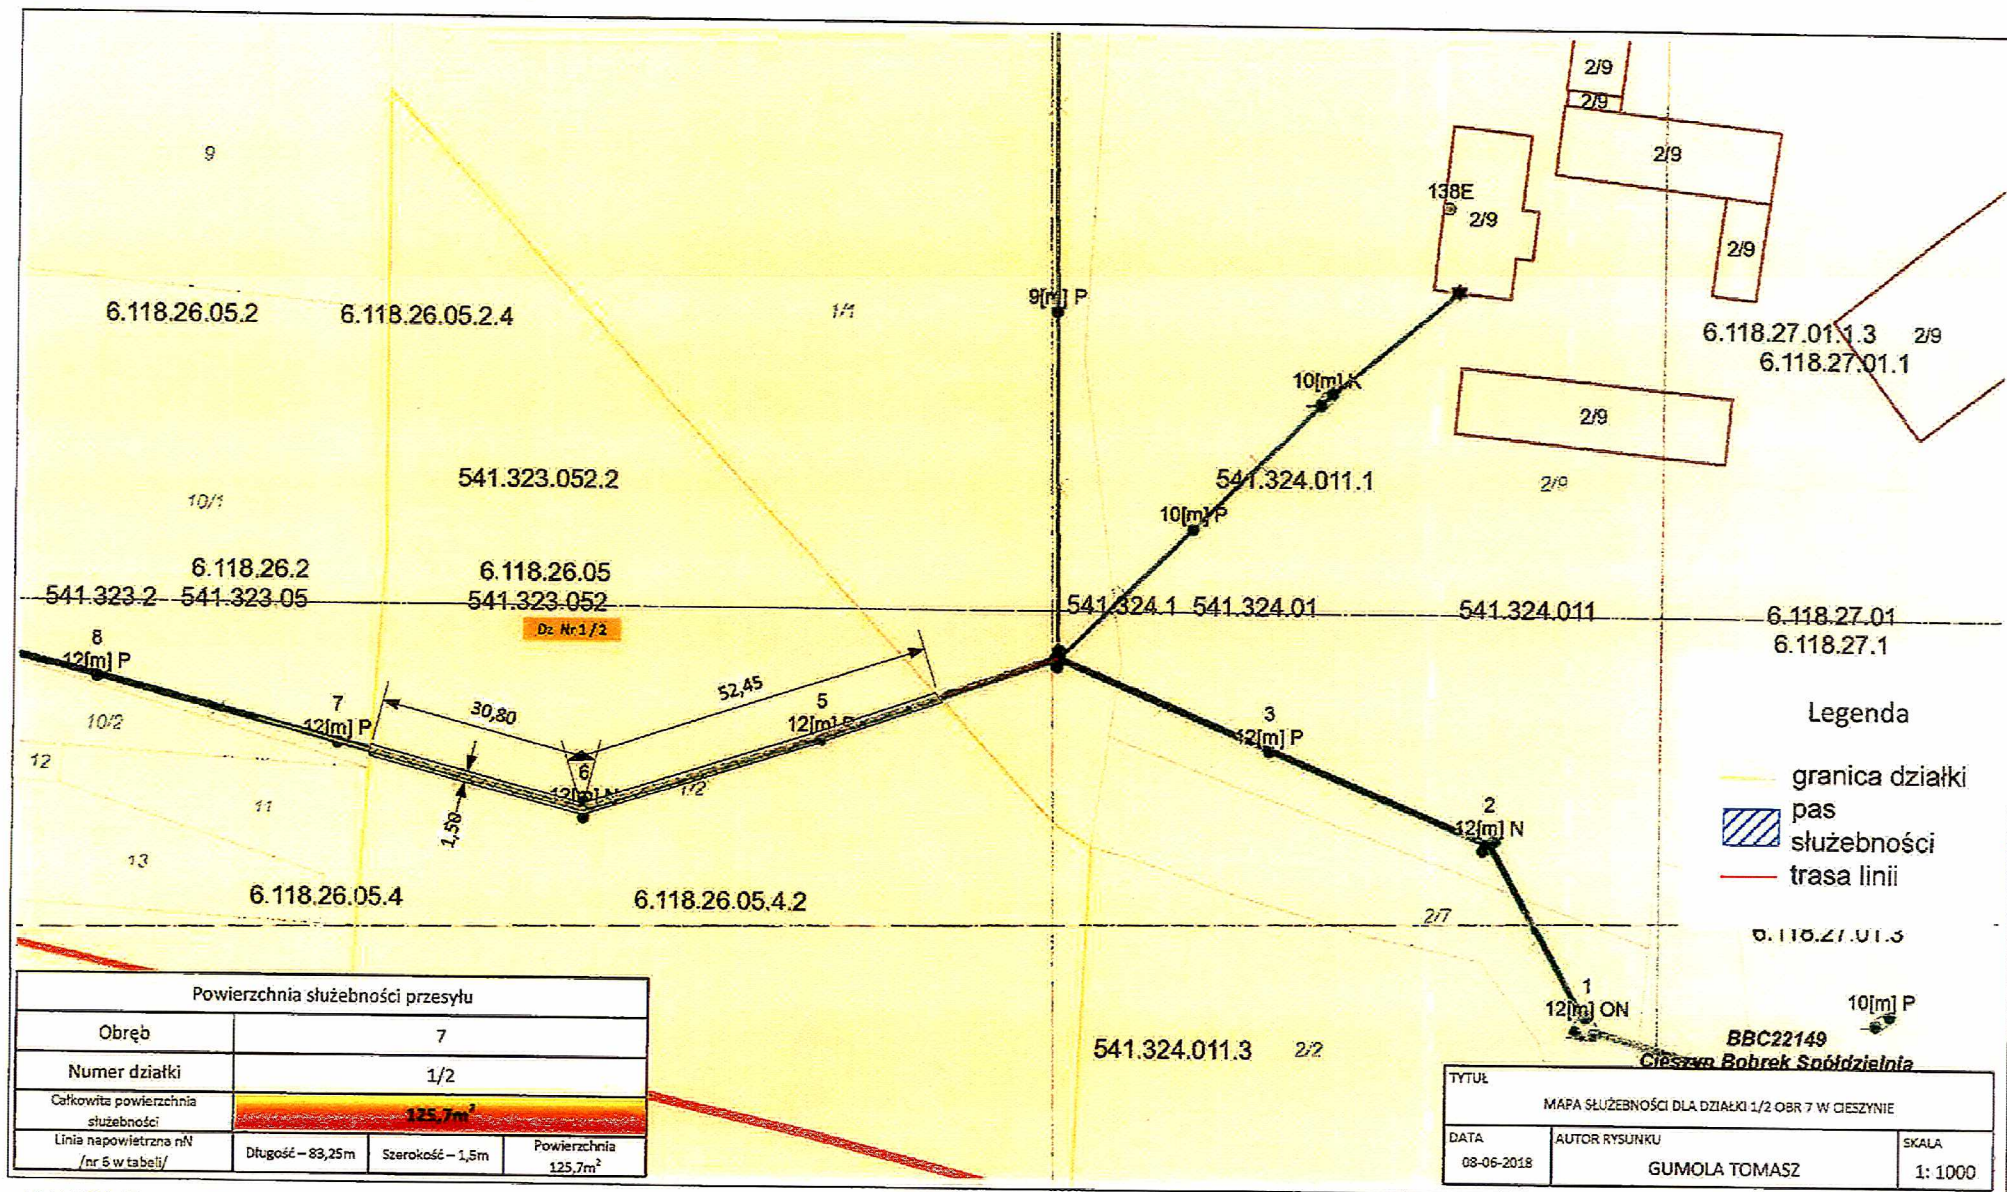 2/9
2/9
9
2/9
138E
2/9
2/9
9[m] P
6.118.26.05.2
6.118.26.05.2.4
1/1
6.118.27.01.1.3
2/9
6.118.27.01.1
10[m] K
2/9
541.323.052.2
541.324.011.1
2/9
10/1
10[m] P
6.118.26.2
6.118.26.05
541.323.2
541.323.05
541.323.052
541.324.1
541.324.01
541.324.011
6.118.27.01
Dz Nr 1/2
6.118.27.1
8
12[m] P
52,45
7
30,80
5
3
Legenda
10/2
12[m] P
12[m]
12[m] P
12
6
granica działki
11
12[m] N
1/2
2
pas
1,50
12[m] N
służebności
13
trasa linii
6.118.26.05.4
6.118.26.05.4.2
2/7
6.118.27.01.3
1
12[m] ON
10[m] P
541.324.011.3
2/2
BBC22149
Cieszyn Bobrek Spółdzielnia
Powierzchnia służebności przesyłu
Obręb
7
Numer działki
1/2
Całkowita powierzchnia
służebności
125,7m²
Linia napowietrzna nN
/nr 6 w tabeli/
Długość – 83,25m
Szerokość – 1,5m
Powierzchnia
125,7m²
TYTUŁ
MAPA SŁUŻEBNOŚCI DLA DZIAŁKI 1/2 OBR 7 W CIESZYNIE
DATA
08-06-2018
AUTOR RYSUNKU
GUMOLA TOMASZ
SKALA
1: 1000